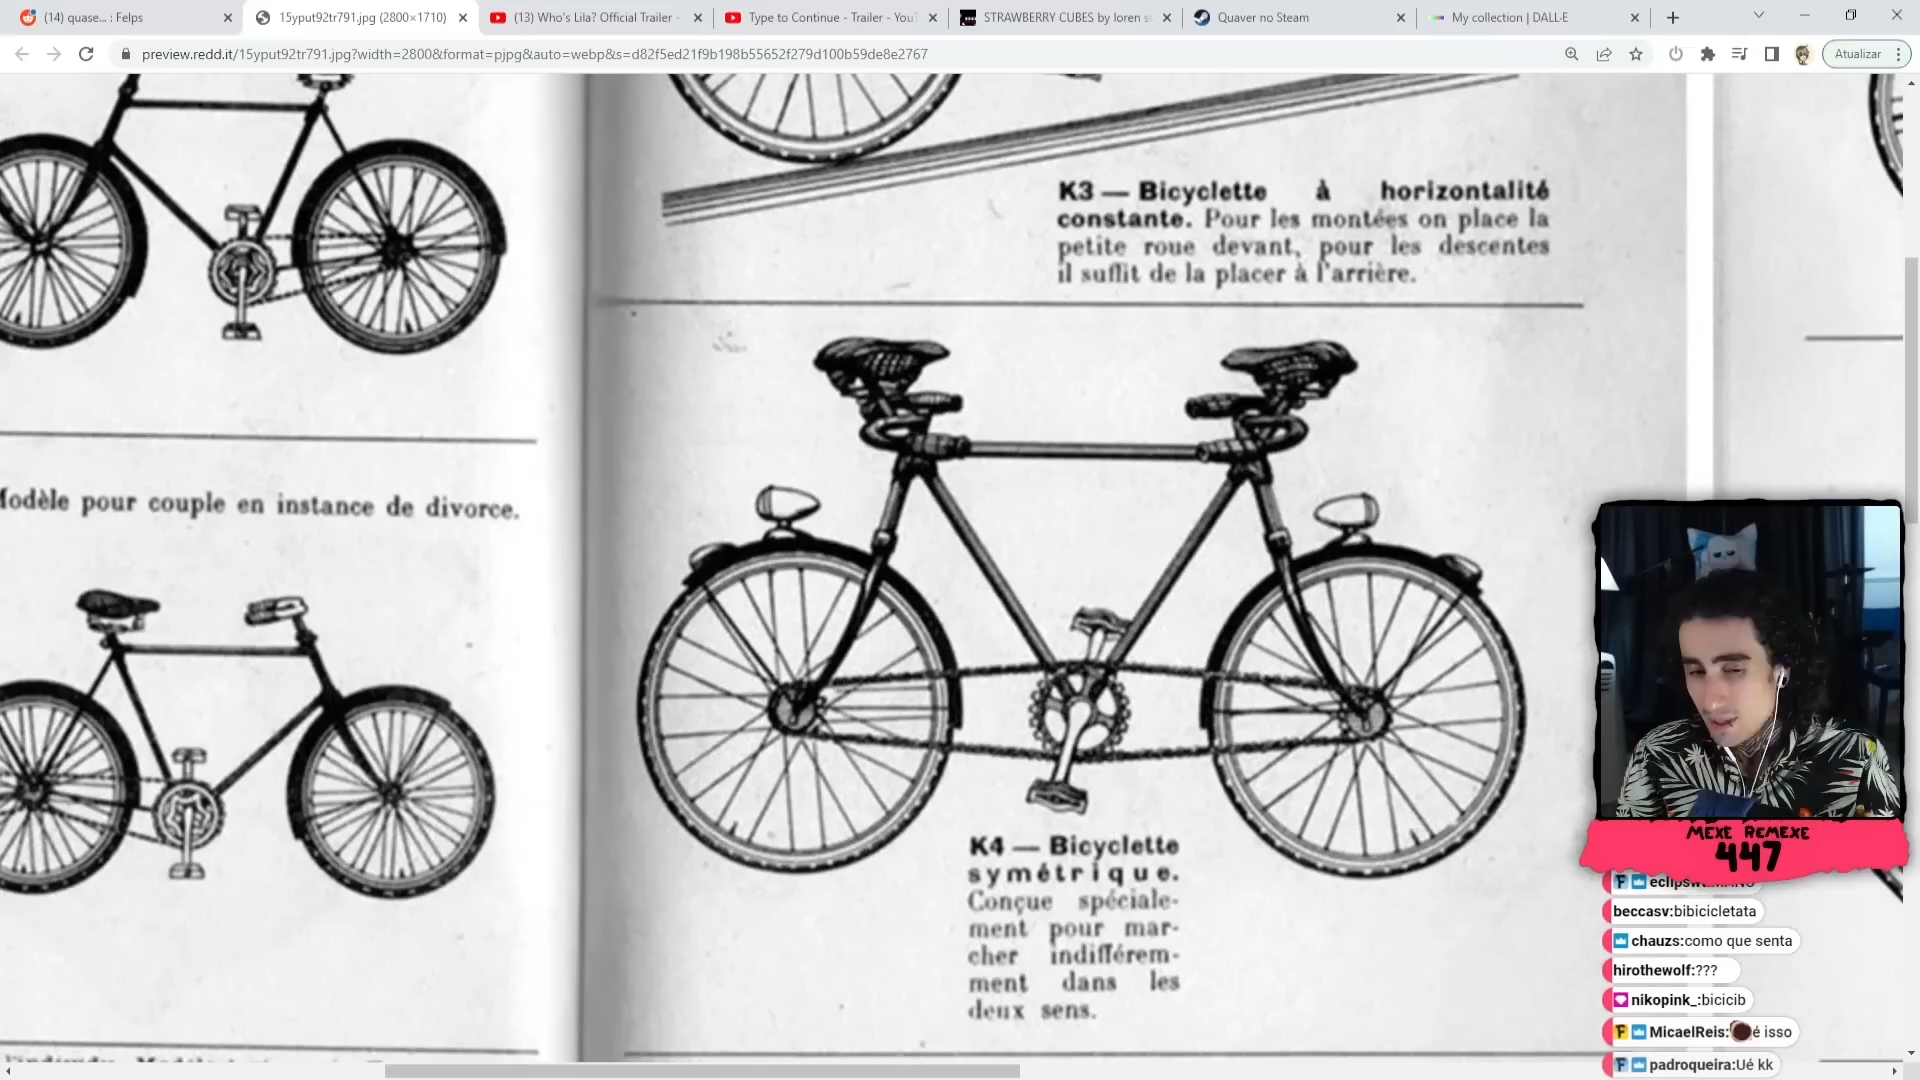 (14) quase... : Felps
15yput92tr791.jpg (2800×1710)
(13) Who's Lila? Official Trailer -
Type to Continue - Trailer - You
STRAWBERRY CUBES by loren s
Quaver no Steam
My collection | DALL·E
preview.redd.it/15yput92tr791.jpg?width=2800&format=pjpg&auto=webp&s=d82f5ed21f9b198b55652f279d100b59de8e2767
Atualizar
K3 — Bicyclette à horizontalité
constante. Pour les montées on place la
petite roue devant, pour les descentes
il suffit de la placer à l'arrière.
Modèle pour couple en instance de divorce.
K4 — Bicyclette
symétrique.
Conçue spéciale-
ment pour mar-
cher indifférem-
ment dans les
deux sens.
MEXE REMEXE
447
beccasv:bibicicletata
chauzs:como que senta
hirothewolf:???
nikopink_:bicicib
MicaelReis: é isso
padroqueira:Ué kk